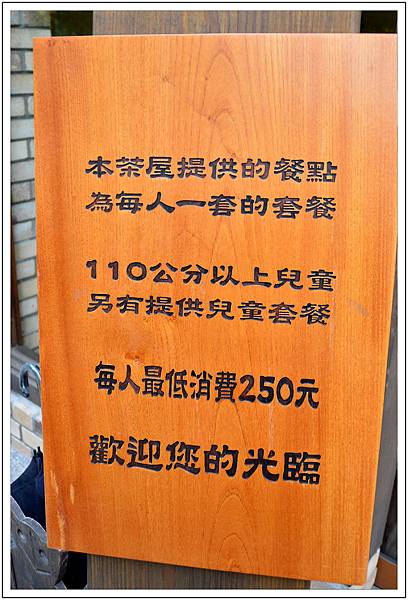 本茶屋提供的餐點
為每人一套的套餐
110公分以上兒童
另有提供兒童套餐
每人最低消費250元
歡迎您的光臨